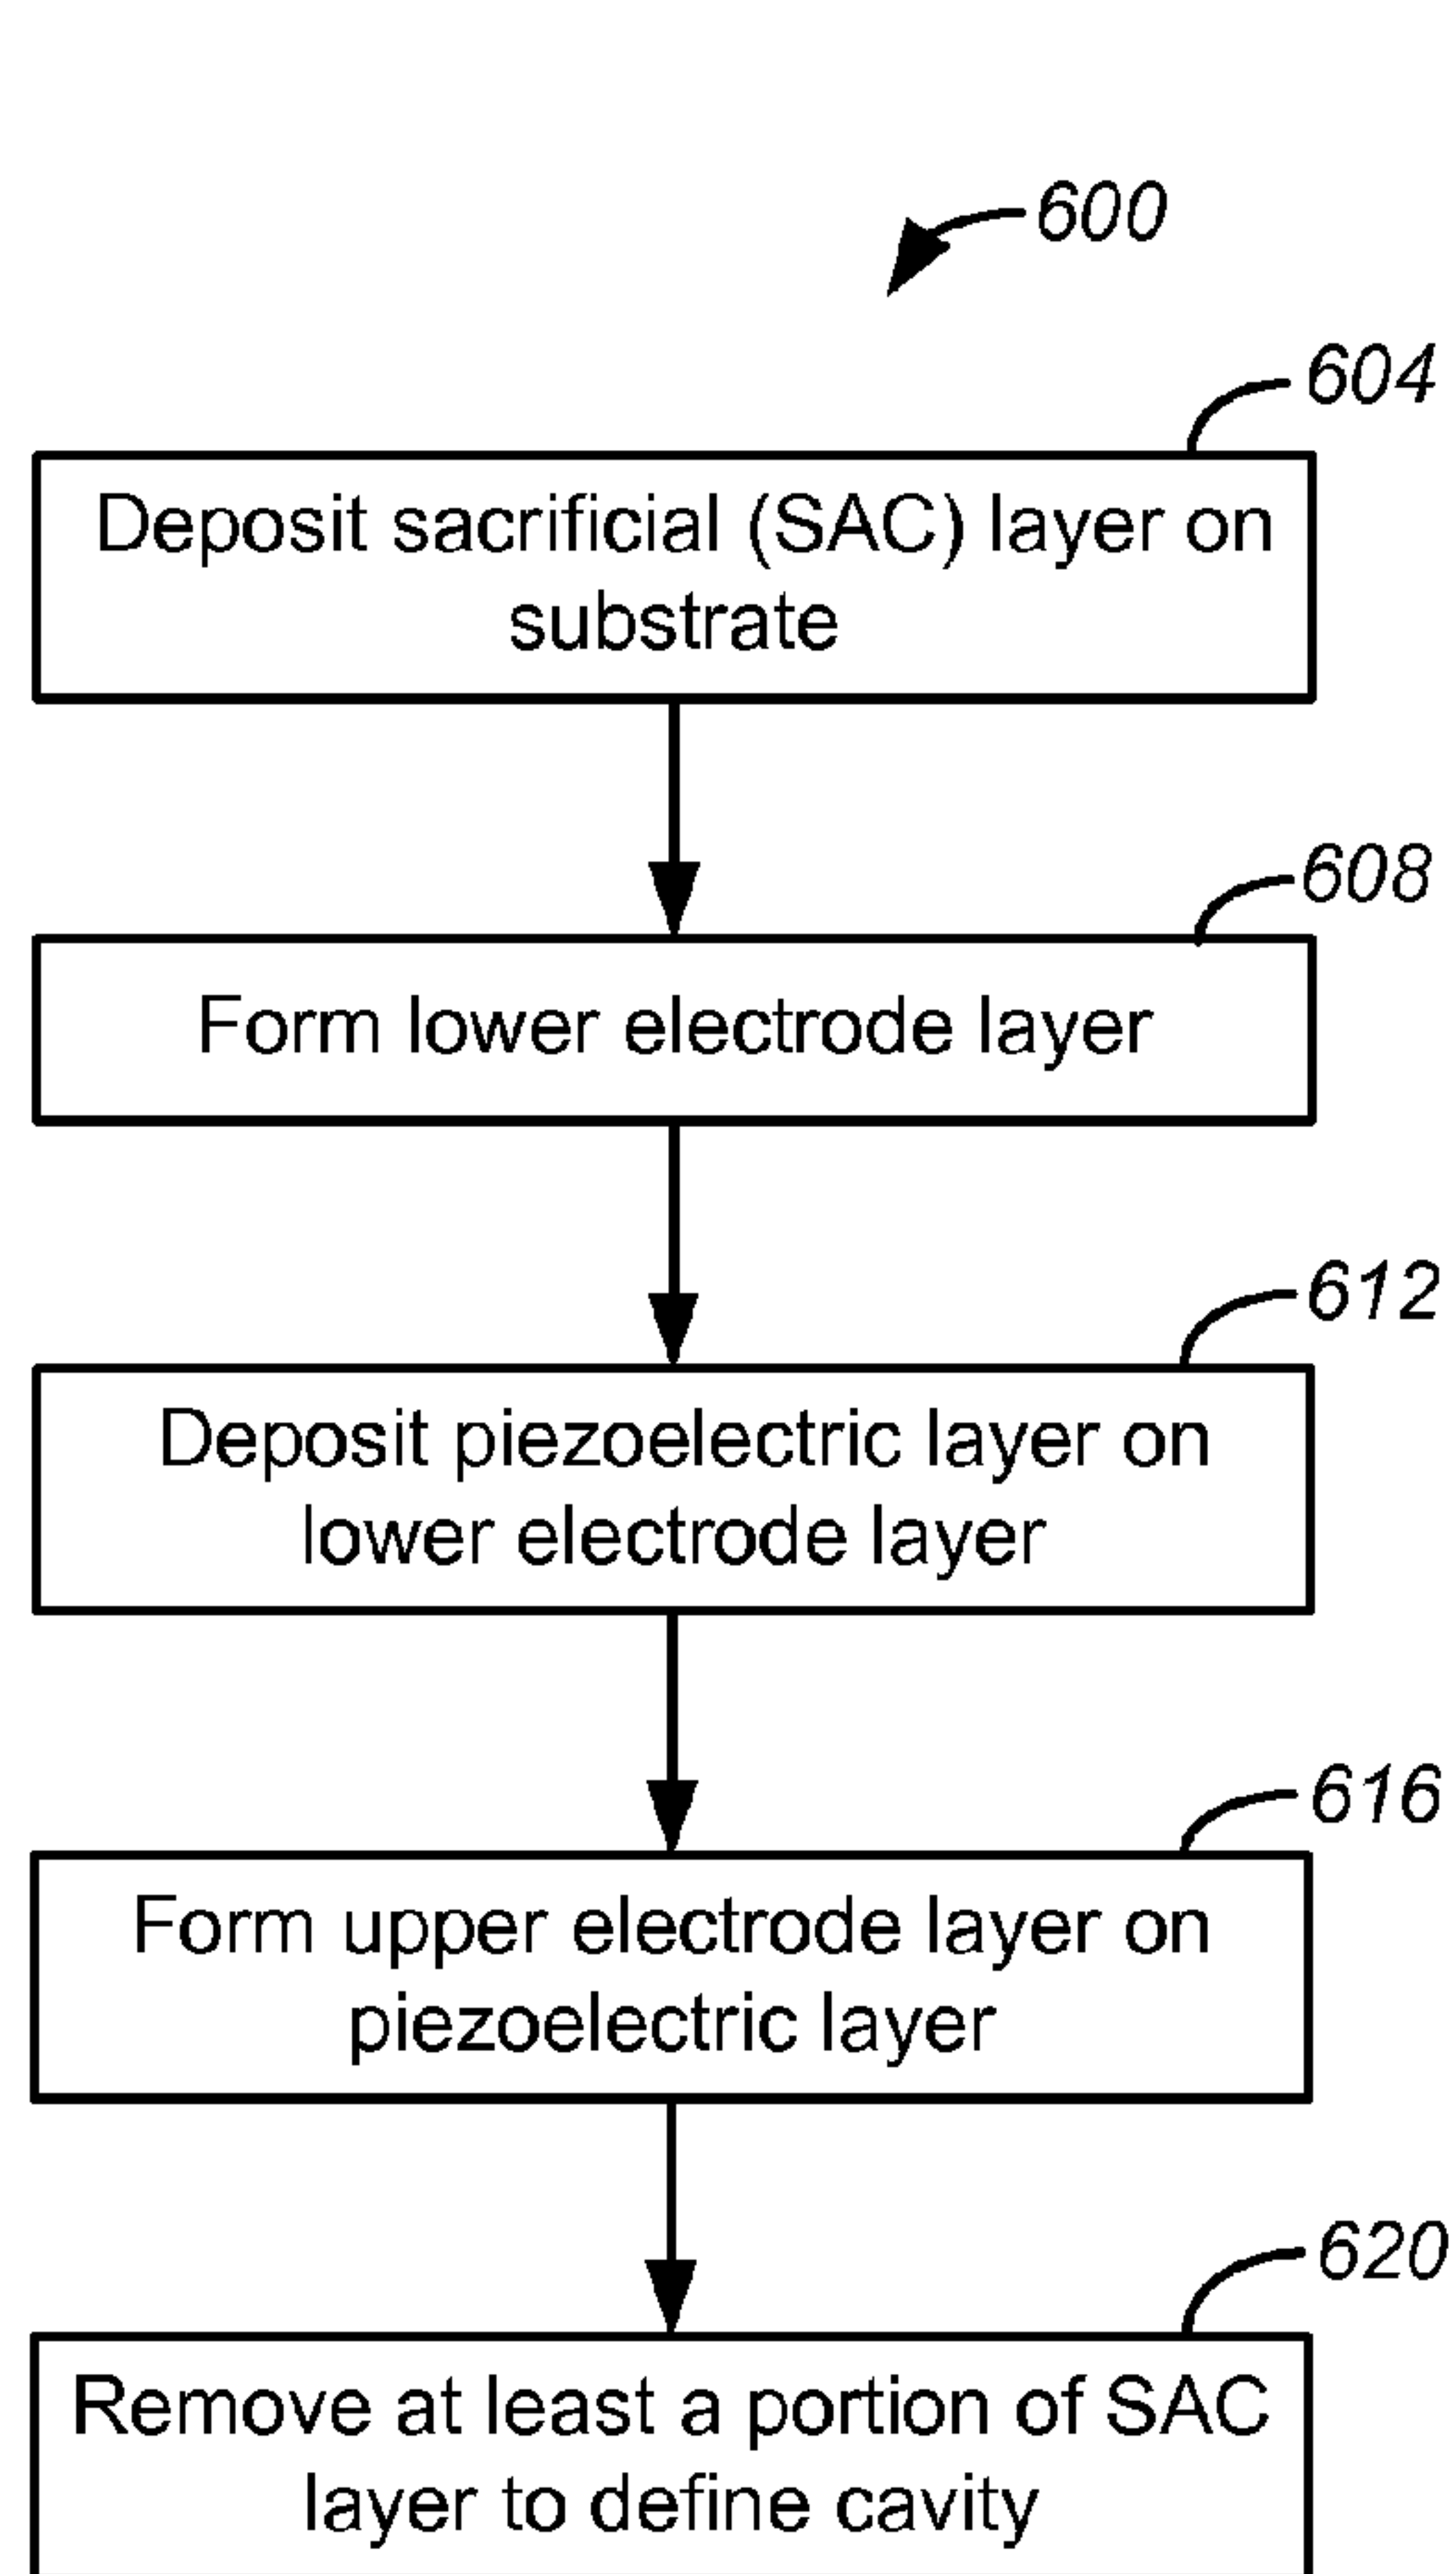 600
604
Deposit sacrificial (SAC) layer on
substrate
608
Form lower electrode layer
612
Deposit piezoelectric layer on
lower electrode layer
616
Form upper electrode layer on
piezoelectric layer
620
Remove at least a portion of SAC
layer to define cavity